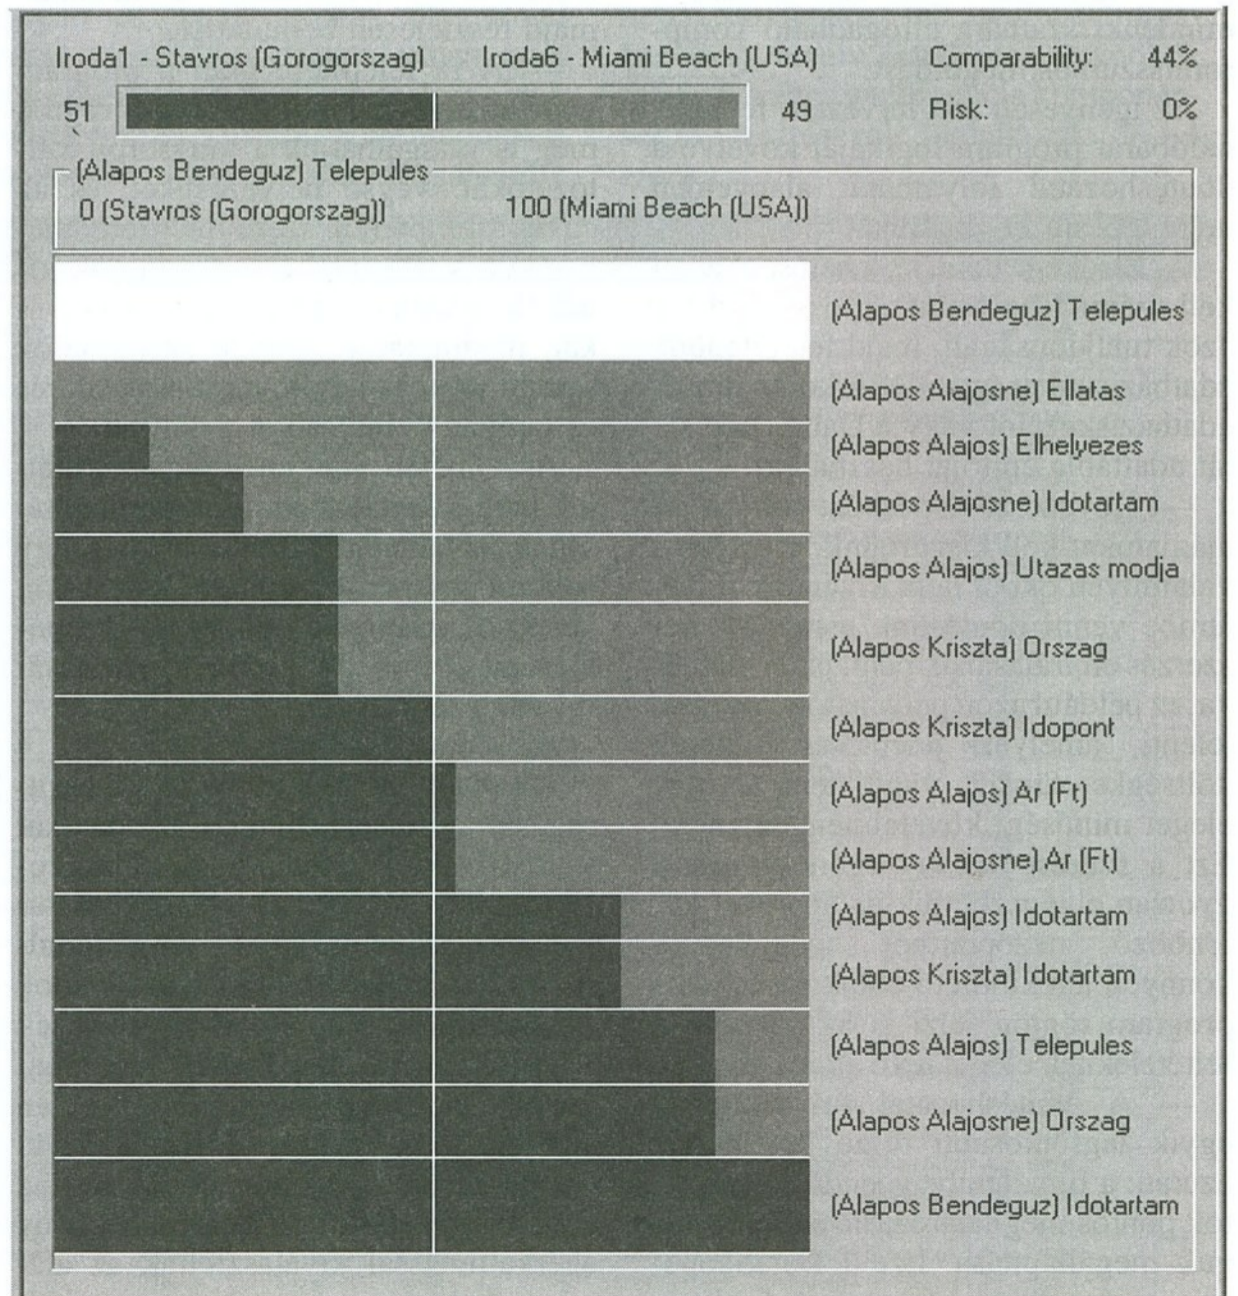 Iroda1 - Stavros (Gorogorszag) Iroda6 - Miami Beach (USA) Comparability: 44%
51 49 Risk: 0%
(Alapos Bendeguz) Telepules
0 (Stavros (Gorogorszag)) 100 (Miami Beach (USA))
(Alapos Bendeguz) Telepules
(Alapos Alajosne) Ellatas
(Alapos Alajos) Elhelyezes
(Alapos Alajosne) Idotartam
(Alapos Alajos) Utazas modja
(Alapos Kriszta) Orszag
(Alapos Kriszta) Idopont
(Alapos Alajos) Ar (Ft)
(Alapos Alajosne) Ar (Ft)
(Alapos Alajos) Idotartam
(Alapos Kriszta) Idotartam
(Alapos Alajos) Telepules
(Alapos Alajosne) Orszag
(Alapos Bendeguz) Idotartam